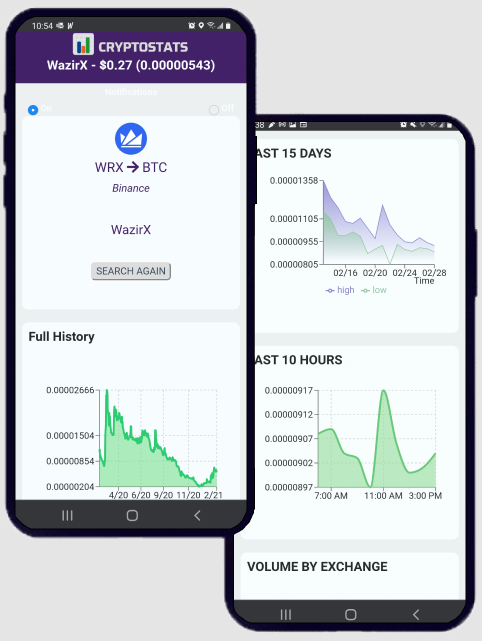 10:54
CRYPTOSTATS
WazirX - $0.27 (0.00000543)
Notifications
On
Off
WRX → BTC
Binance
WazirX
SEARCH AGAIN
Full History
0.00002666
0.00001504
0.00000854
0.00000204
4/20 6/20 9/20 11/20 2/21
38
AST 15 DAYS
0.00001358
0.00001105
0.00000955
0.00000805
02/16 02/20 02/24 02/28
Time
high low
AST 10 HOURS
0.00000917
0.00000912
0.00000907
0.00000902
0.00000897
7:00 AM 11:00 AM 3:00 PM
VOLUME BY EXCHANGE